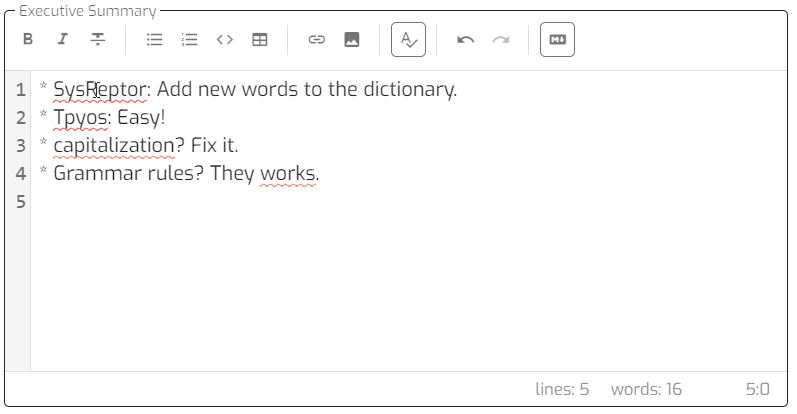 Executive Summary
B I S
1 * SysReptor: Add new words to the dictionary.
2 * Tpyos: Easy!
3 * capitalization? Fix it.
4 * Grammar rules? They works.
5
lines: 5 words: 16 5:0